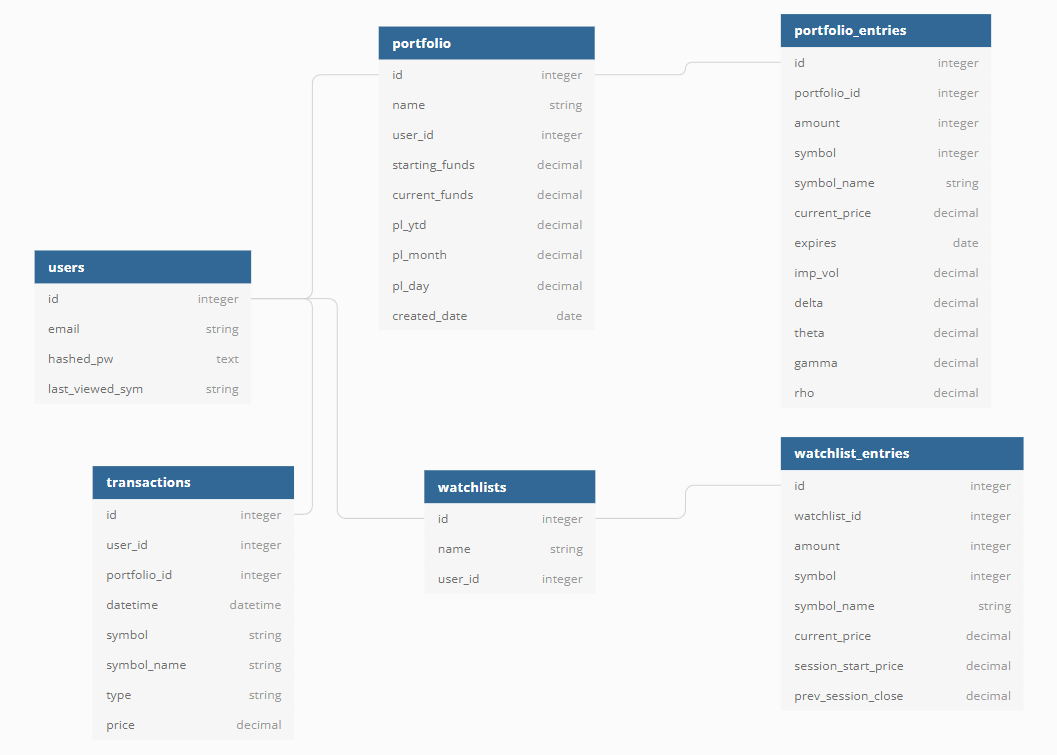 portfolio
id integer
name string
user_id integer
starting_funds decimal
current_funds decimal
pl_ytd decimal
pl_month decimal
pl_day decimal
created_date date
portfolio_entries
id integer
portfolio_id integer
amount integer
symbol integer
symbol_name string
current_price decimal
expires date
imp_vol decimal
delta decimal
theta decimal
gamma decimal
rho decimal
users
id integer
email string
hashed_pw text
last_viewed_sym string
transactions
id integer
user_id integer
portfolio_id integer
datetime datetime
symbol string
symbol_name string
type string
price decimal
watchlists
id integer
name string
user_id integer
watchlist_entries
id integer
watchlist_id integer
amount integer
symbol integer
symbol_name string
current_price decimal
session_start_price decimal
prev_session_close decimal